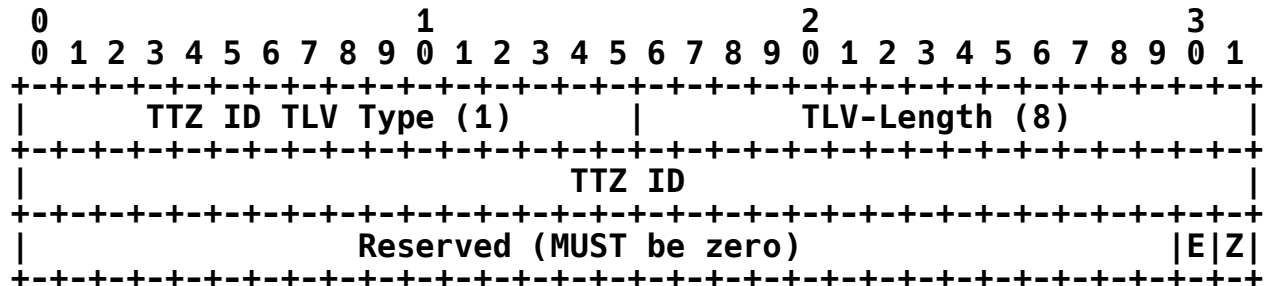 0                   1                   2                   3
 0 1 2 3 4 5 6 7 8 9 0 1 2 3 4 5 6 7 8 9 0 1 2 3 4 5 6 7 8 9 0 1
+-+-+-+-+-+-+-+-+-+-+-+-+-+-+-+-+-+-+-+-+-+-+-+-+-+-+-+-+-+-+-+-+
|      TTZ ID TLV Type (1)      |        TLV-Length (8)         |
+-+-+-+-+-+-+-+-+-+-+-+-+-+-+-+-+-+-+-+-+-+-+-+-+-+-+-+-+-+-+-+-+
|                            TTZ ID                             |
+-+-+-+-+-+-+-+-+-+-+-+-+-+-+-+-+-+-+-+-+-+-+-+-+-+-+-+-+-+-+-+-+
|                 Reserved (MUST be zero)                   |E|Z|
+-+-+-+-+-+-+-+-+-+-+-+-+-+-+-+-+-+-+-+-+-+-+-+-+-+-+-+-+-+-+-+-+